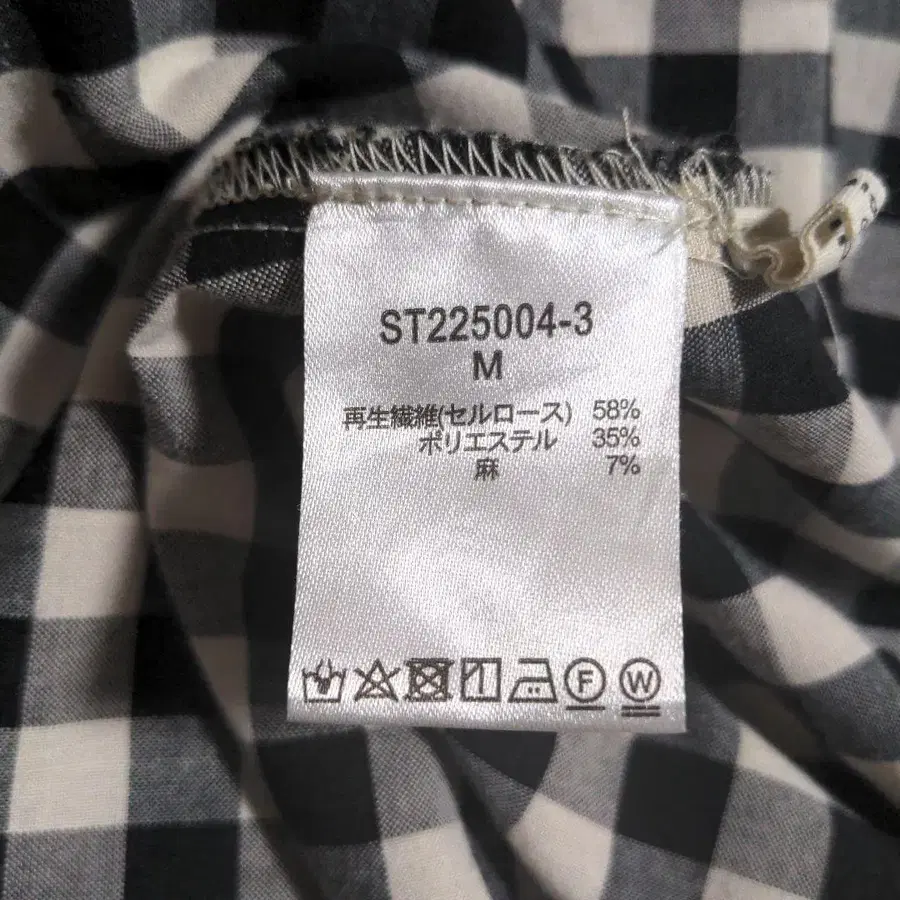 ST225004-3
M
再生繊維(セルロース) 58%
ポリエステル 35%
麻 7%
F W